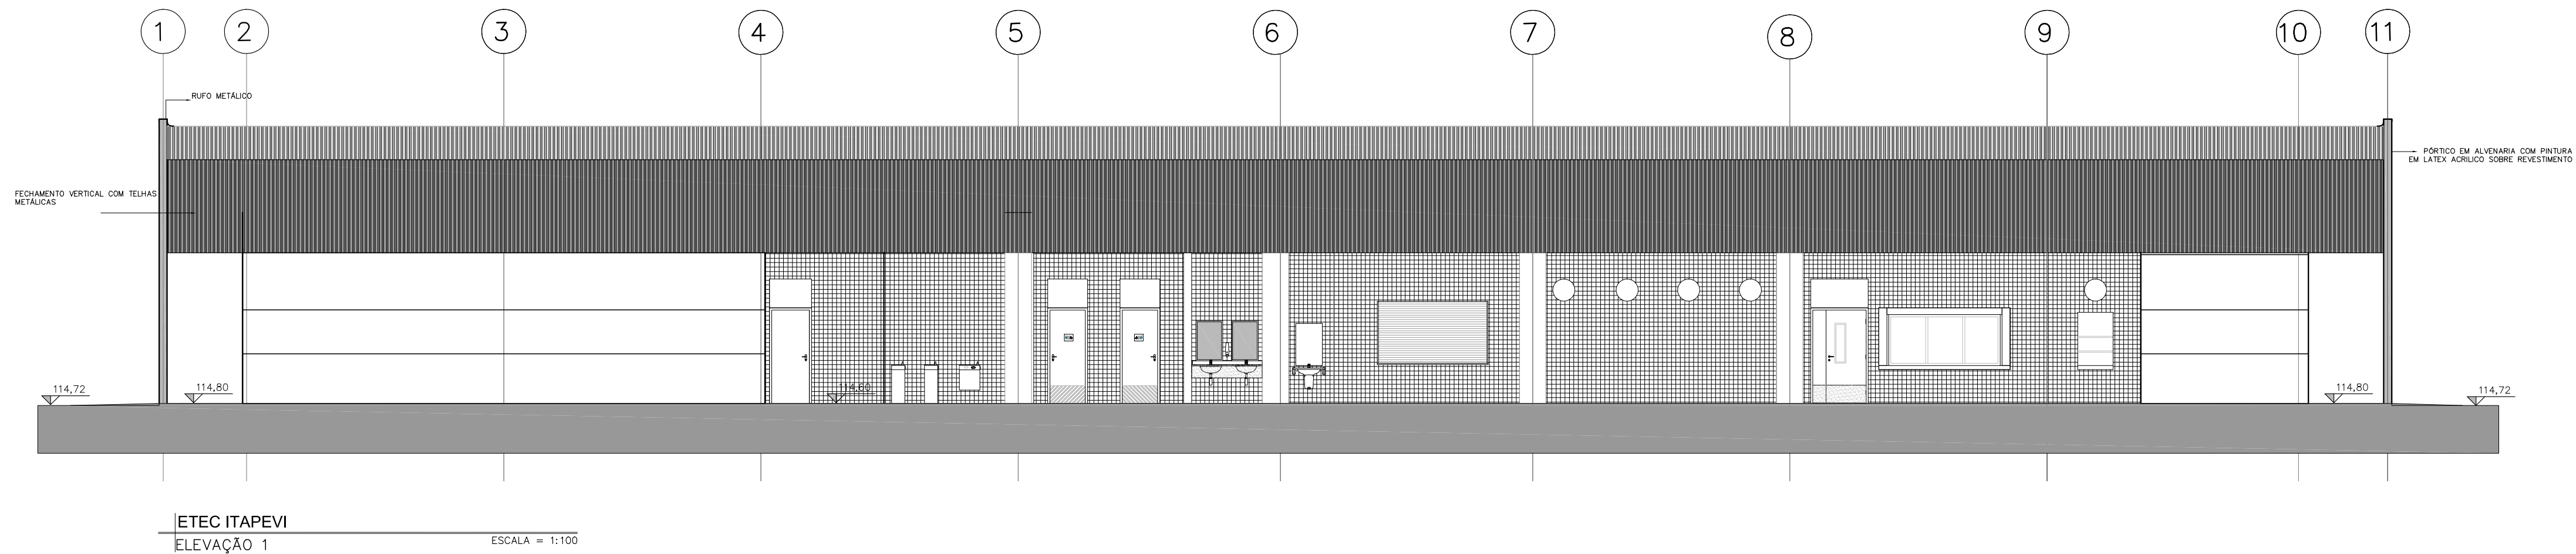 1
2
3
4
5
6
7
8
9
10
11
RUFO METÁLICO
PÓRTICO EM ALVENARIA COM PINTURA
EM LATEX ACRILICO SOBRE REVESTIMENTO
FECHAMENTO VERTICAL COM TELHAS
METÁLICAS
114,72
114,80
114,60
114,80
114,72
ETEC ITAPEVI
ELEVAÇÃO 1
ESCALA = 1:100